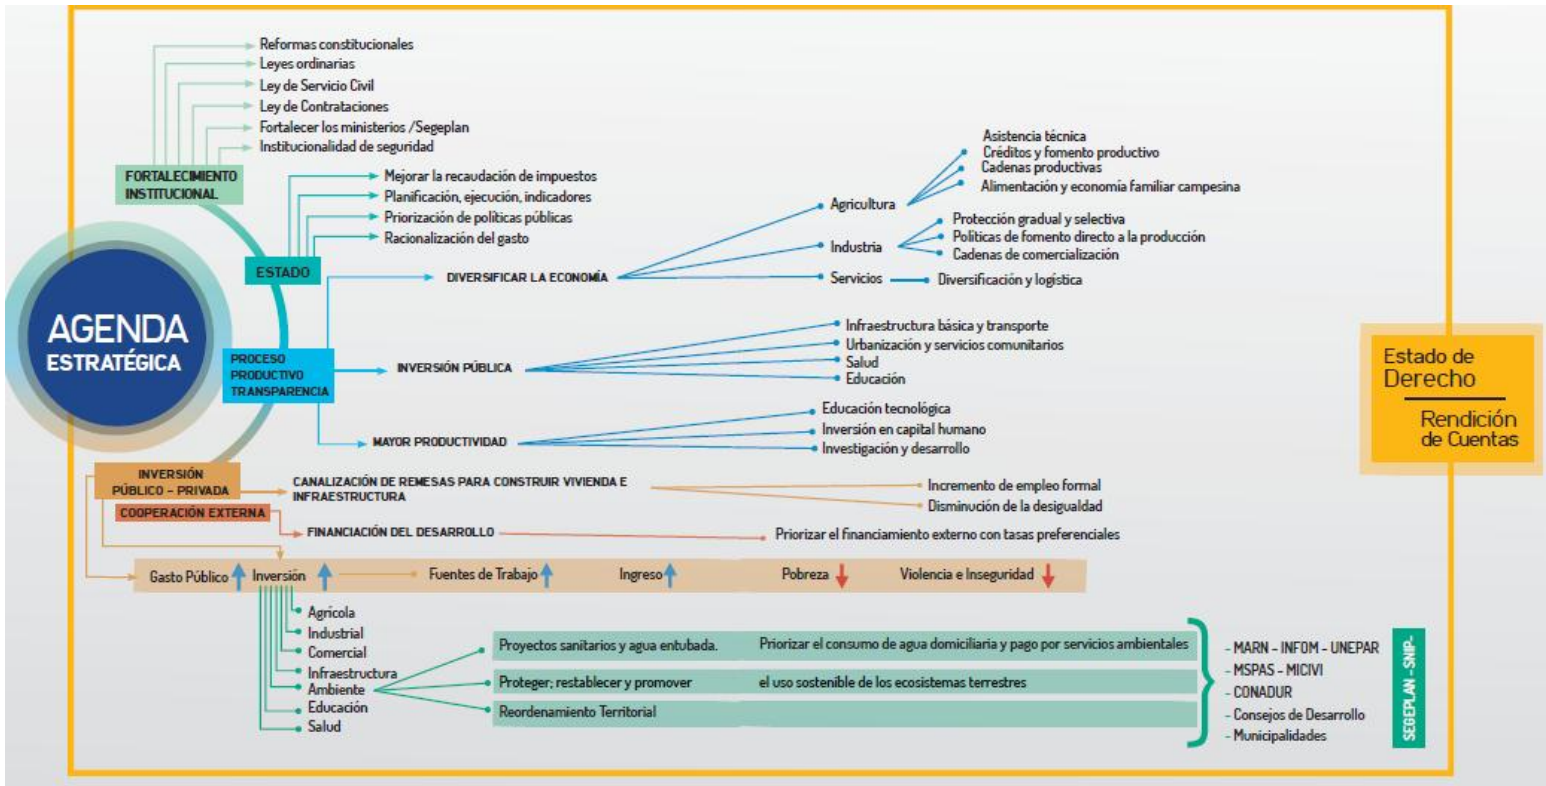 Reformas constitucionales
Leyes ordinarias
Ley de Servicio Civil
Ley de Contrataciones
Fortalecer los ministerios /Segeplan
Institucionalidad de seguridad
FORTALECIMIENTO
INSTITUCIONAL
Mejorar la recaudación de impuestos
Planificación, ejecución, indicadores
Priorización de políticas públicas
Racionalización del gasto
ESTADO
AGENDA
ESTRATÉGICA
PROCESO
PRODUCTIVO
TRANSPARENCIA
DIVERSIFICAR LA ECONOMÍA
Agricultura
Asistencia técnica
Créditos y fomento productivo
Cadenas productivas
Alimentación y economía familiar campesina
Industria
Protección gradual y selectiva
Políticas de fomento directo a la producción
Cadenas de comercialización
Servicios
Diversificación y logística
INVERSIÓN PÚBLICA
Infraestructura básica y transporte
Urbanización y servicios comunitarios
Salud
Educación
MAYOR PRODUCTIVIDAD
Educación tecnológica
Inversión en capital humano
Investigación y desarrollo
Estado de
Derecho
Rendición
de Cuentas
INVERSIÓN
PÚBLICO – PRIVADA
CANALIZACIÓN DE REMESAS PARA CONSTRUIR VIVIENDA E
INFRAESTRUCTURA
Incremento de empleo formal
Disminución de la desigualdad
COOPERACIÓN EXTERNA
FINANCIACIÓN DEL DESARROLLO
Priorizar el financiamiento externo con tasas preferenciales
Gasto Público
Inversión
Fuentes de Trabajo
Ingreso
Pobreza
Violencia e Inseguridad
Agrícola
Industrial
Comercial
Infraestructura
Ambiente
Educación
Salud
Proyectos sanitarios y agua entubada.
Priorizar el consumo de agua domiciliaria y pago por servicios ambientales
Proteger; restablecer y promover
el uso sostenible de los ecosistemas terrestres
Reordenamiento Territorial
- MARN - INFOM - UNEPAR
- MSPAS - MICIVI
- CONADUR
- Consejos de Desarrollo
- Municipalidades
SEGEPLAN -SNIP-